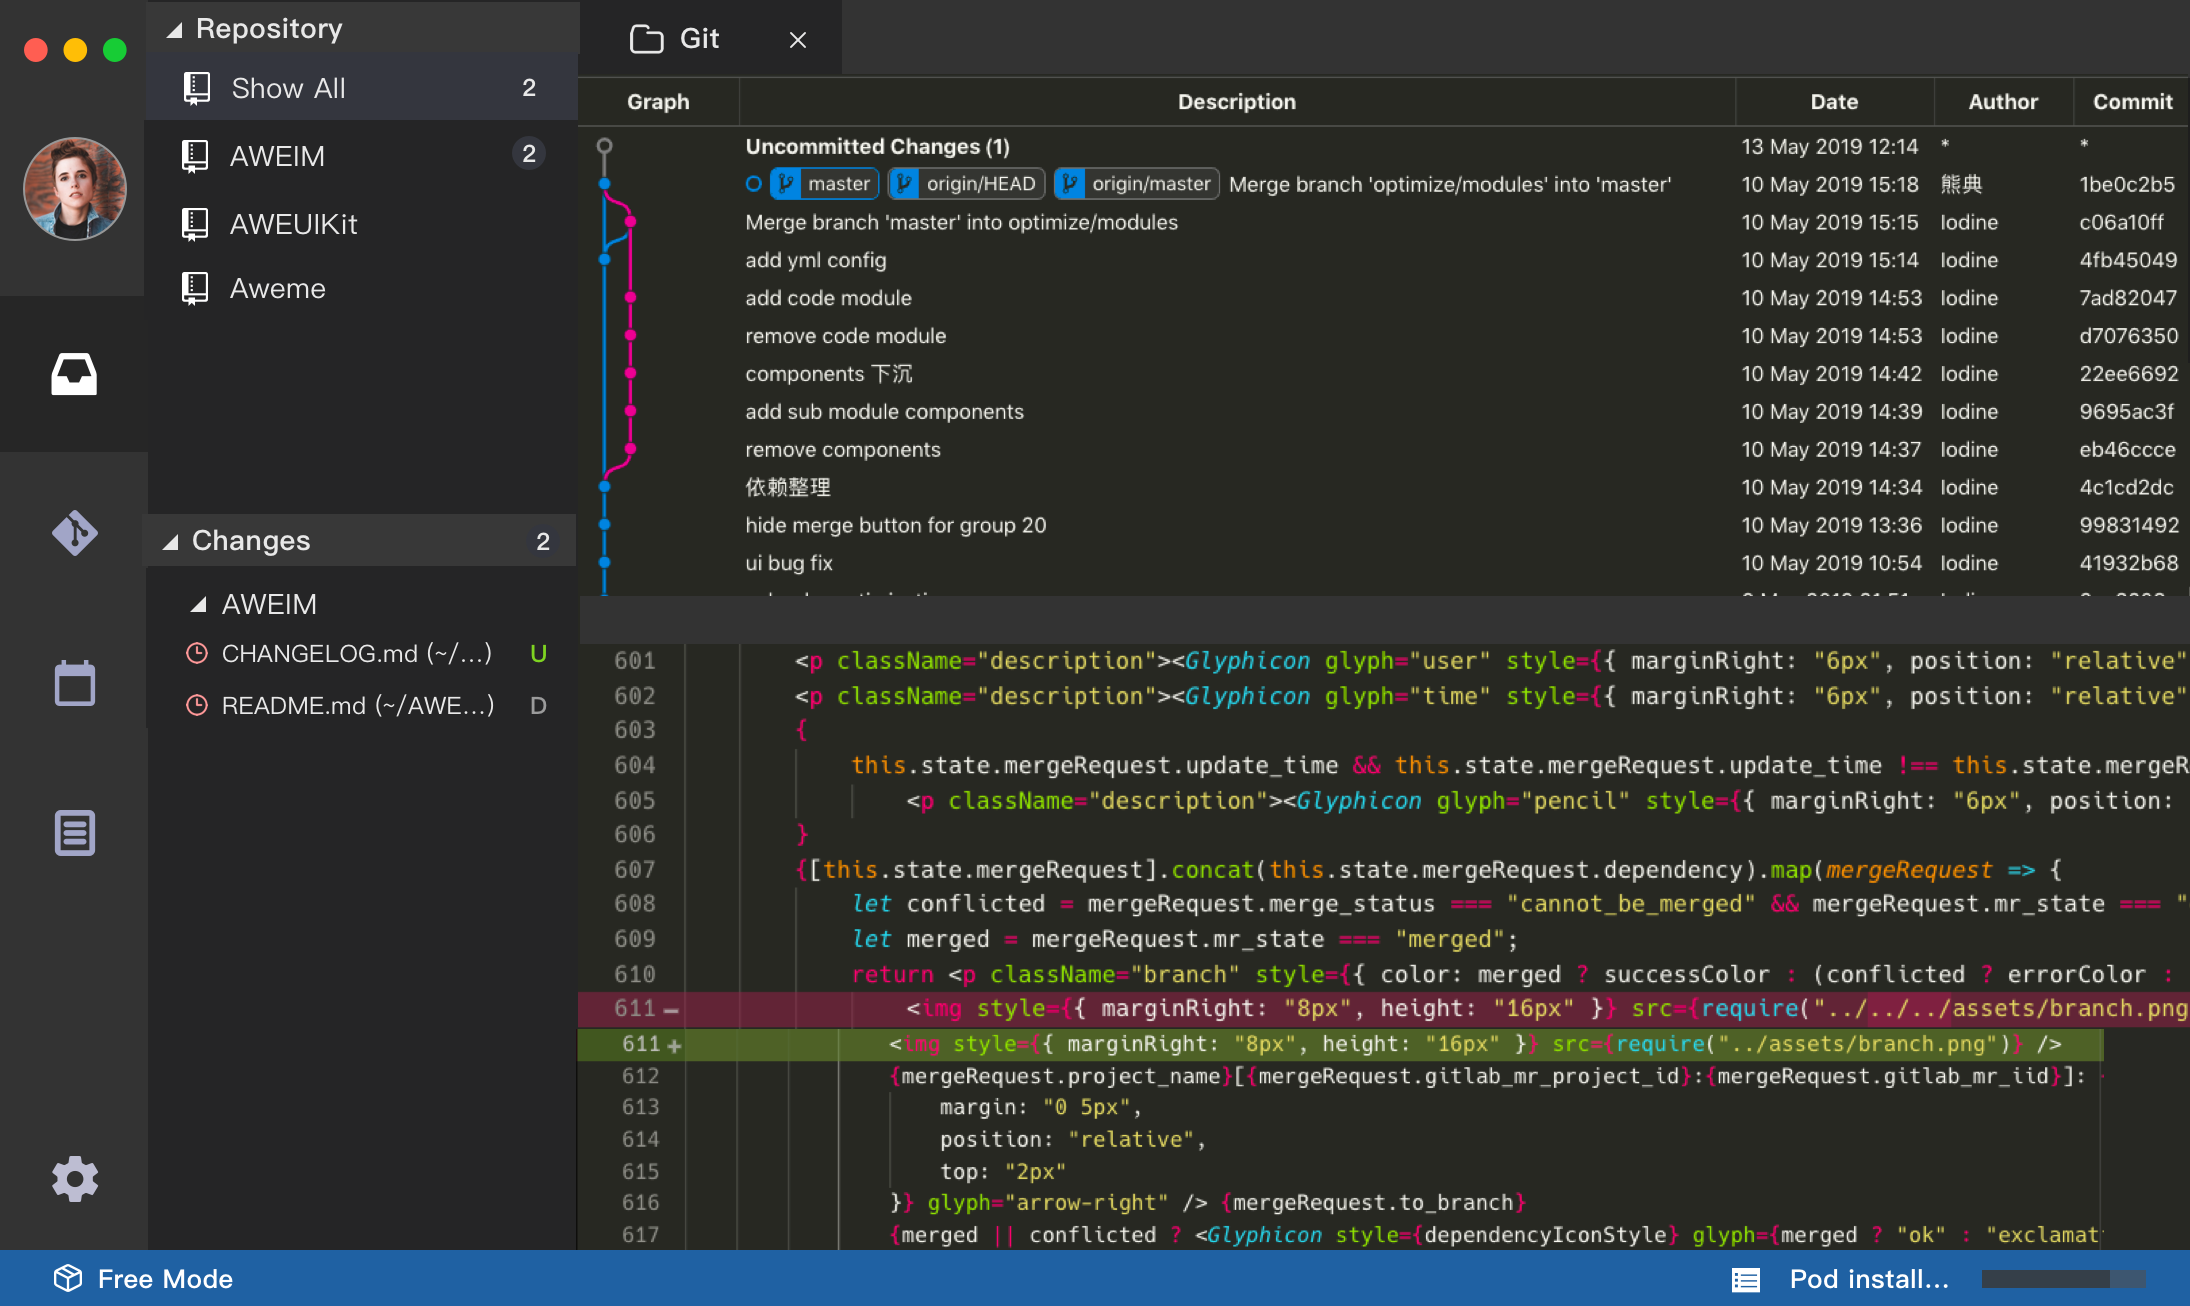 Repository
Show All 2
AWEIM 2
AWEUIKit
Aweme
Changes 2
AWEIM
CHANGELOG.md (~/...) U
README.md (~/AWE...) D
Git
Graph Description Date Author Commit
Uncommitted Changes (1) 13 May 2019 12:14 * *
master origin/HEAD origin/master Merge branch 'optimize/modules' into 'master' 10 May 2019 15:18 熊典 1be0c2b5
Merge branch 'master' into optimize/modules 10 May 2019 15:15 Iodine c06a10ff
add yml config 10 May 2019 15:14 Iodine 4fb45049
add code module 10 May 2019 14:53 Iodine 7ad82047
remove code module 10 May 2019 14:53 Iodine d7076350
components 下沉 10 May 2019 14:42 Iodine 22ee6692
add sub module components 10 May 2019 14:39 Iodine 9695ac3f
remove components 10 May 2019 14:37 Iodine eb46ccce
依赖整理 10 May 2019 14:34 Iodine 4c1cd2dc
hide merge button for group 20 10 May 2019 13:36 Iodine 99831492
ui bug fix 10 May 2019 10:54 Iodine 41932b68
601 <p className="description"><Glyphicon glyph="user" style={{ marginRight: "6px", position: "relative"
602 <p className="description"><Glyphicon glyph="time" style={{ marginRight: "6px", position: "relative"
603 {
604 this.state.mergeRequest.update_time && this.state.mergeRequest.update_time !== this.state.mergeR
605 <p className="description"><Glyphicon glyph="pencil" style={{ marginRight: "6px", position:
606 }
607 {[this.state.mergeRequest].concat(this.state.mergeRequest.dependency).map(mergeRequest => {
608 let conflicted = mergeRequest.merge_status === "cannot_be_merged" && mergeRequest.mr_state === "
609 let merged = mergeRequest.mr_state === "merged";
610 return <p className="branch" style={{ color: merged ? successColor : (conflicted ? errorColor :
611 − <img style={{ marginRight: "8px", height: "16px" }} src={require("../../../assets/branch.png
611 + <img style={{ marginRight: "8px", height: "16px" }} src={require("../assets/branch.png")} />
612 {mergeRequest.project_name}[{mergeRequest.gitlab_mr_project_id}:{mergeRequest.gitlab_mr_iid}]:
613 margin: "0 5px",
614 position: "relative",
615 top: "2px"
616 }} glyph="arrow-right" /> {mergeRequest.to_branch}
617 {merged || conflicted ? <Glyphicon style={dependencyIconStyle} glyph={merged ? "ok" : "exclamat
Free Mode
Pod install...